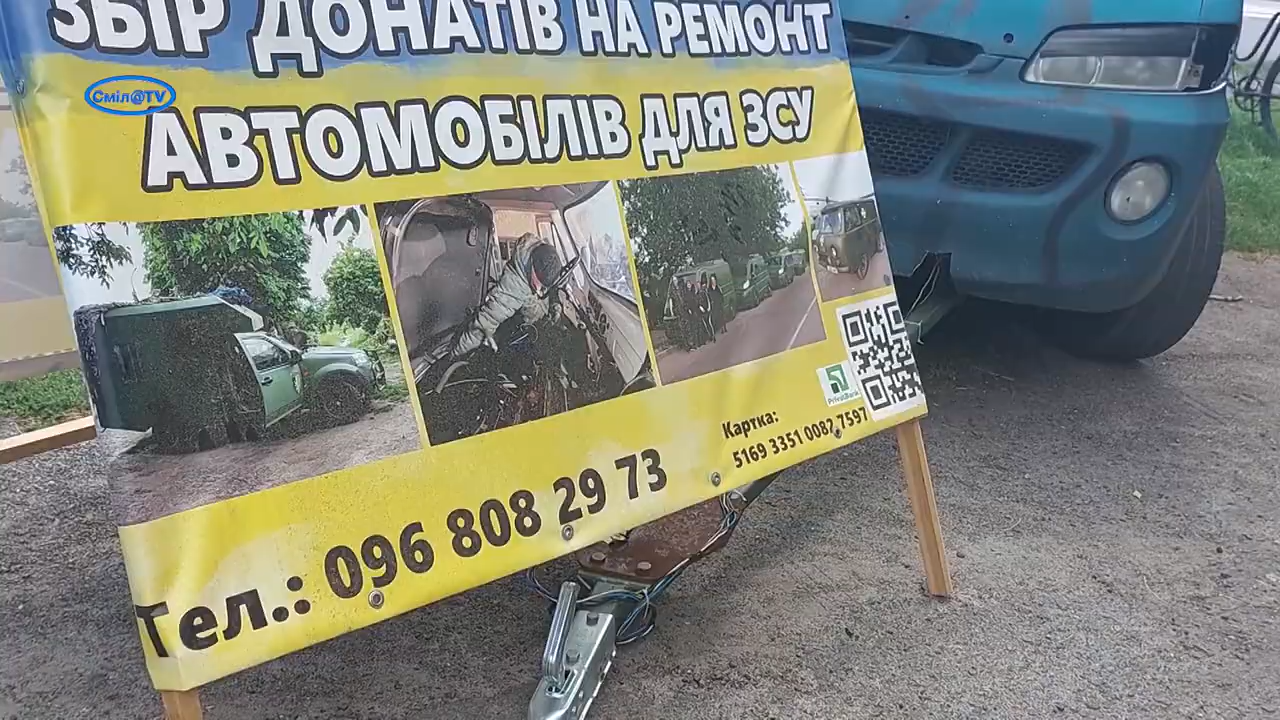 ЗБІР ДОНАТІВ НА РЕМОНТ
Сміл@TV
АВТОМОБІЛІВ ДЛЯ ЗСУ
PrivatBank
Картка:
5169 3351 0082 7597
Тел.: 096 808 29 73